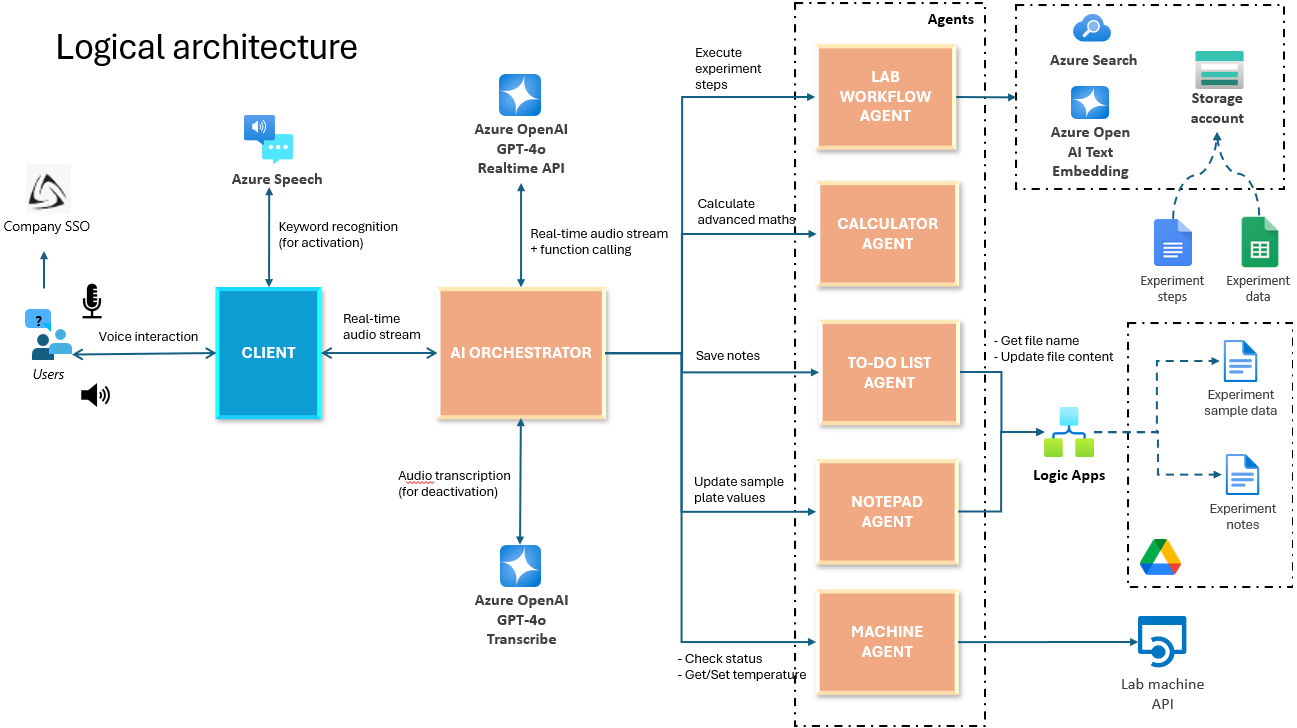 Logical architecture
Company SSO
?
Users
Voice interaction
Azure Speech
Keyword recognition
(for activation)
CLIENT
Real-time
audio stream
Azure OpenAI
GPT-4o
Realtime API
Real-time audio stream
+ function calling
AI ORCHESTRATOR
Audio transcription
(for deactivation)
Azure OpenAI
GPT-4o
Transcribe
Agents
Execute
experiment
steps
LAB
WORKFLOW
AGENT
Calculate
advanced maths
CALCULATOR
AGENT
Save notes
TO-DO LIST
AGENT
Update sample
plate values
NOTEPAD
AGENT
- Check status
- Get/Set temperature
MACHINE
AGENT
Azure Search
Azure Open
AI Text
Embedding
Storage
account
Experiment
steps
Experiment
data
- Get file name
- Update file content
Logic Apps
Experiment
sample data
Experiment
notes
Lab machine
API